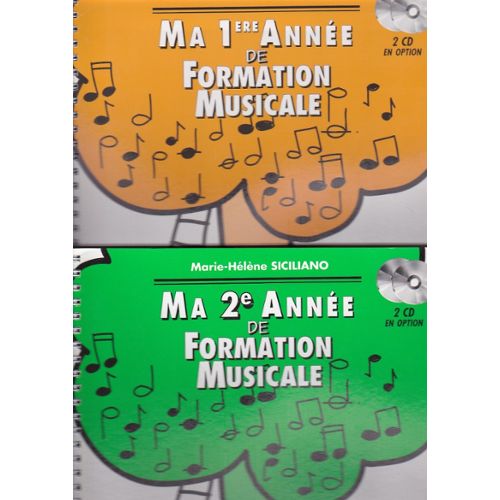 MA 1ERE ANNÉE
DE
FORMATION
MUSICALE
2 CD
EN OPTION
Marie-Hélène SICILIANO
MA 2e ANNÉE
DE
FORMATION
MUSICALE
2 CD
EN OPTION